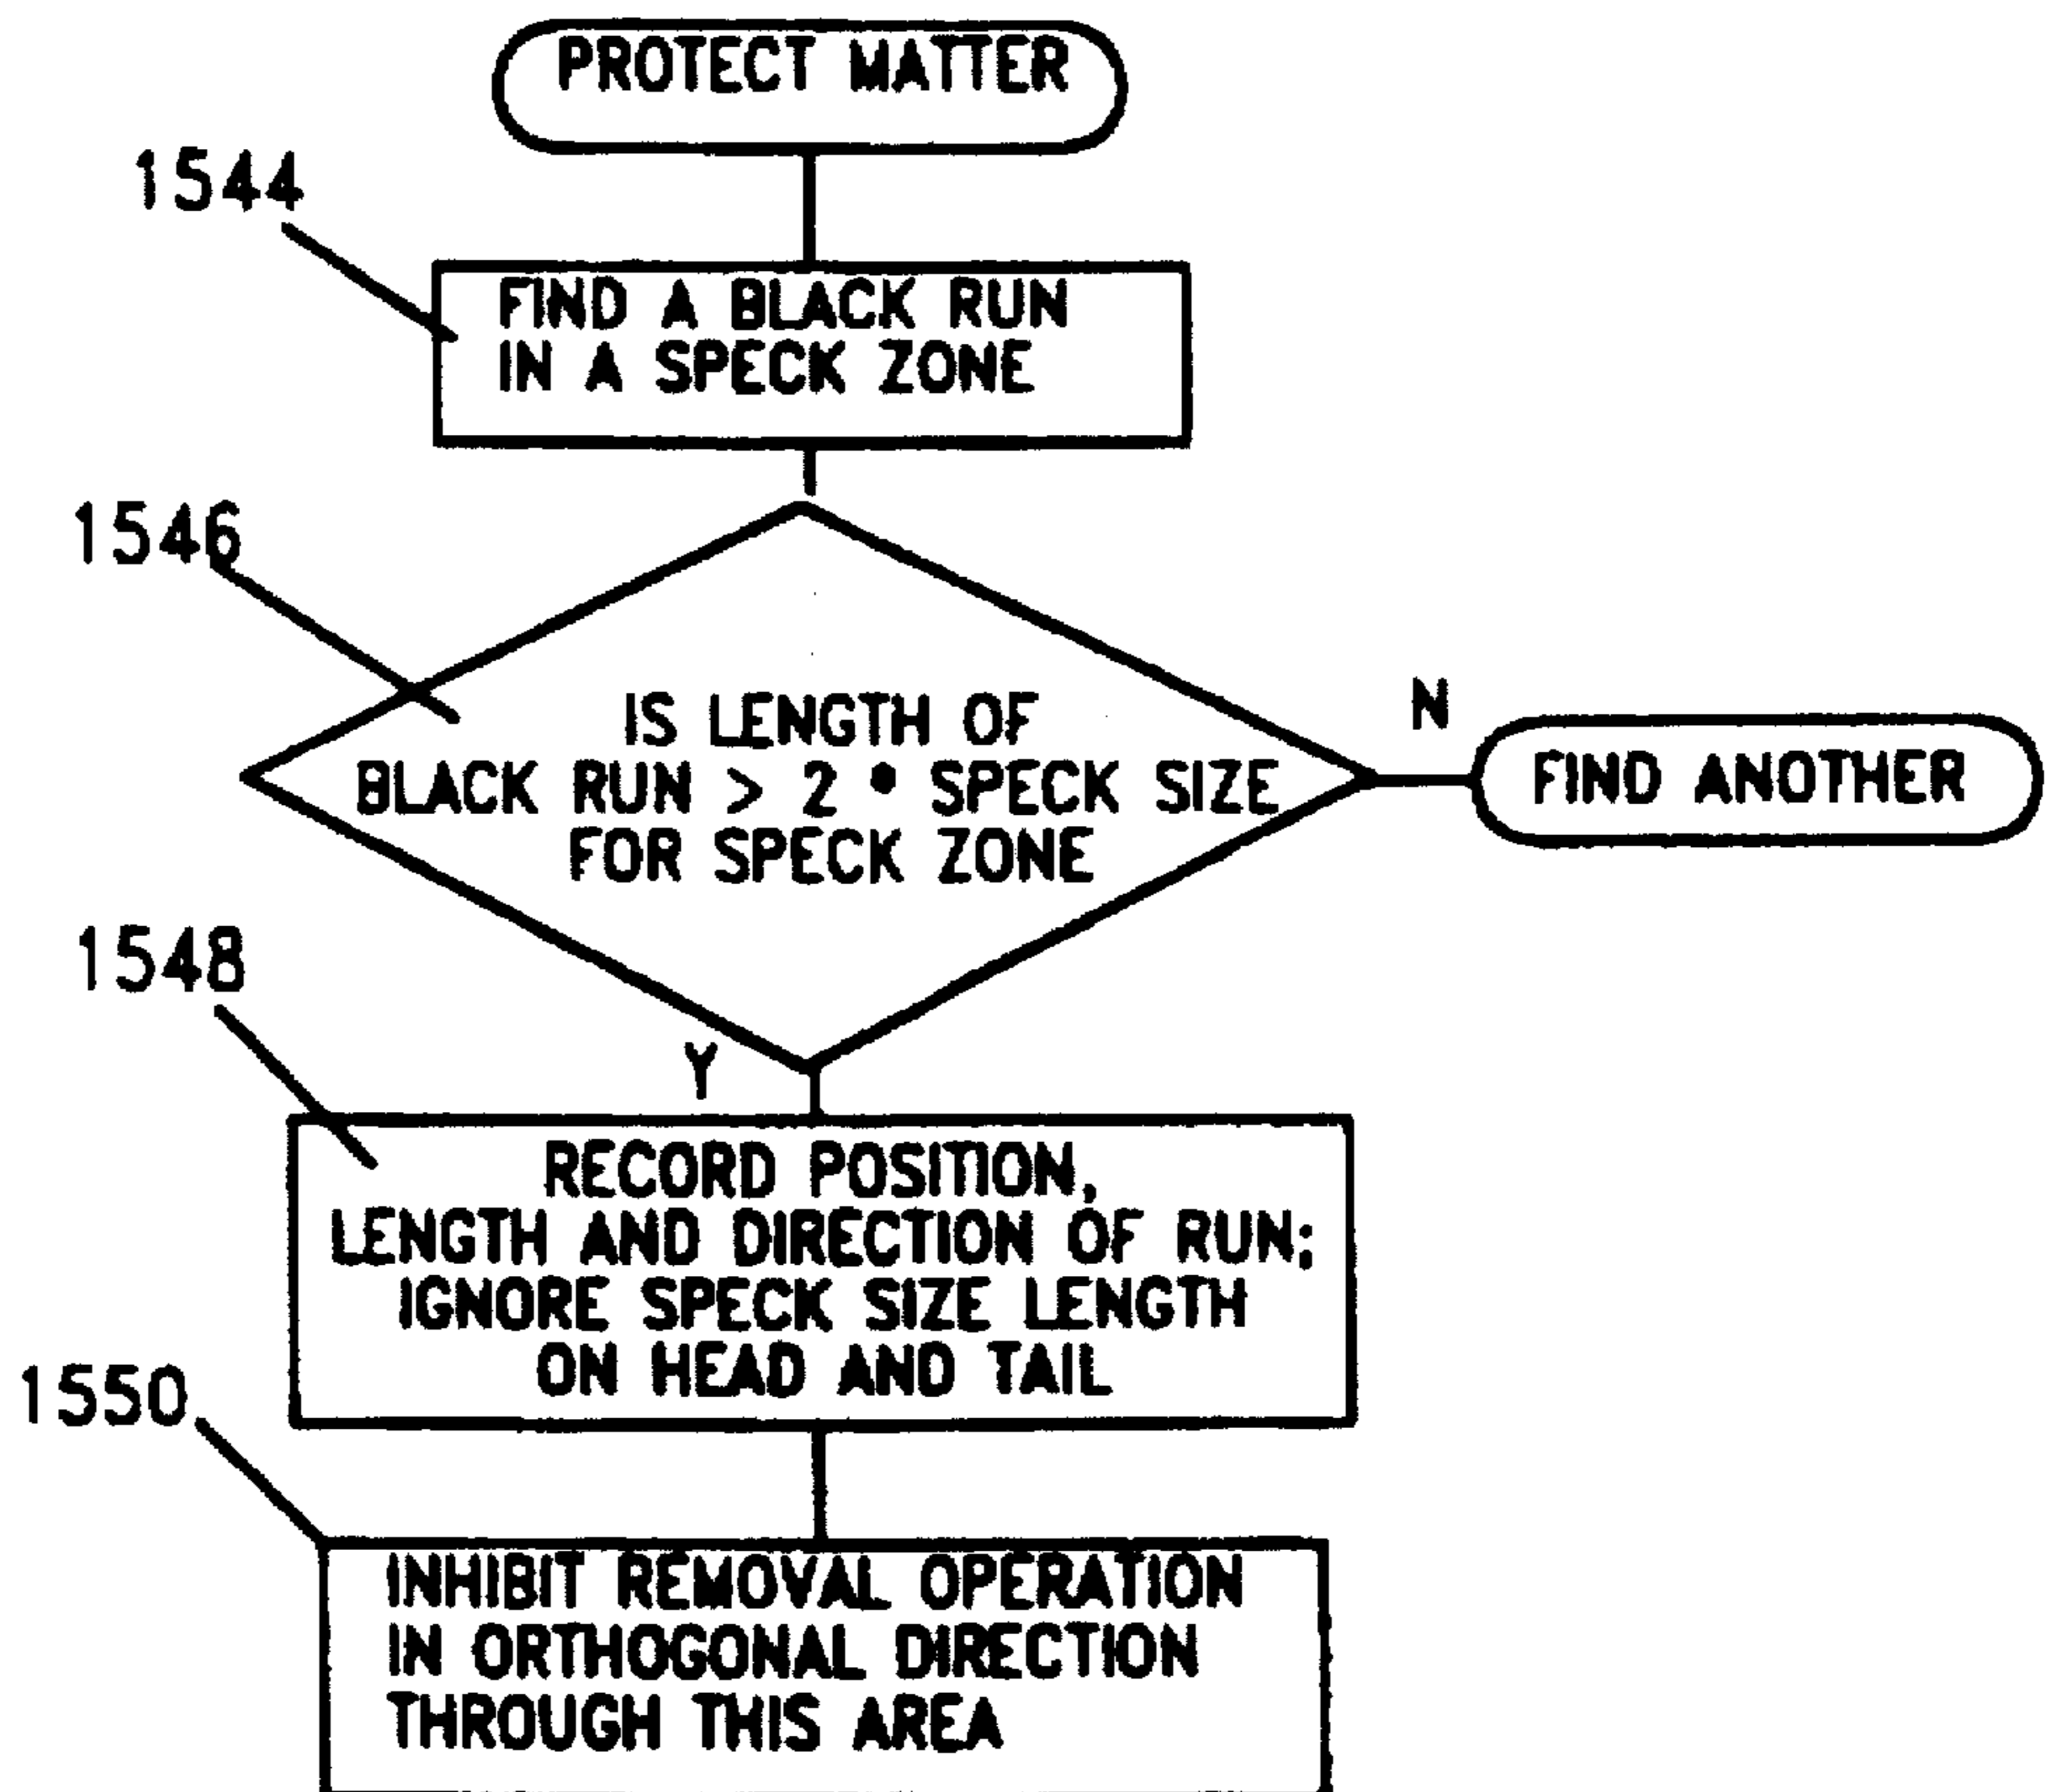 PROTECT MATTER
1544
FIND A BLACK RUN
IN A SPECK ZONE
1546
IS LENGTH OF
BLACK RUN > 2 • SPECK SIZE
FOR SPECK ZONE
N
FIND ANOTHER
1548
Y
RECORD POSITION,
LENGTH AND DIRECTION OF RUN;
IGNORE SPECK SIZE LENGTH
ON HEAD AND TAIL
1550
INHIBIT REMOVAL OPERATION
IN ORTHOGONAL DIRECTION
THROUGH THIS AREA